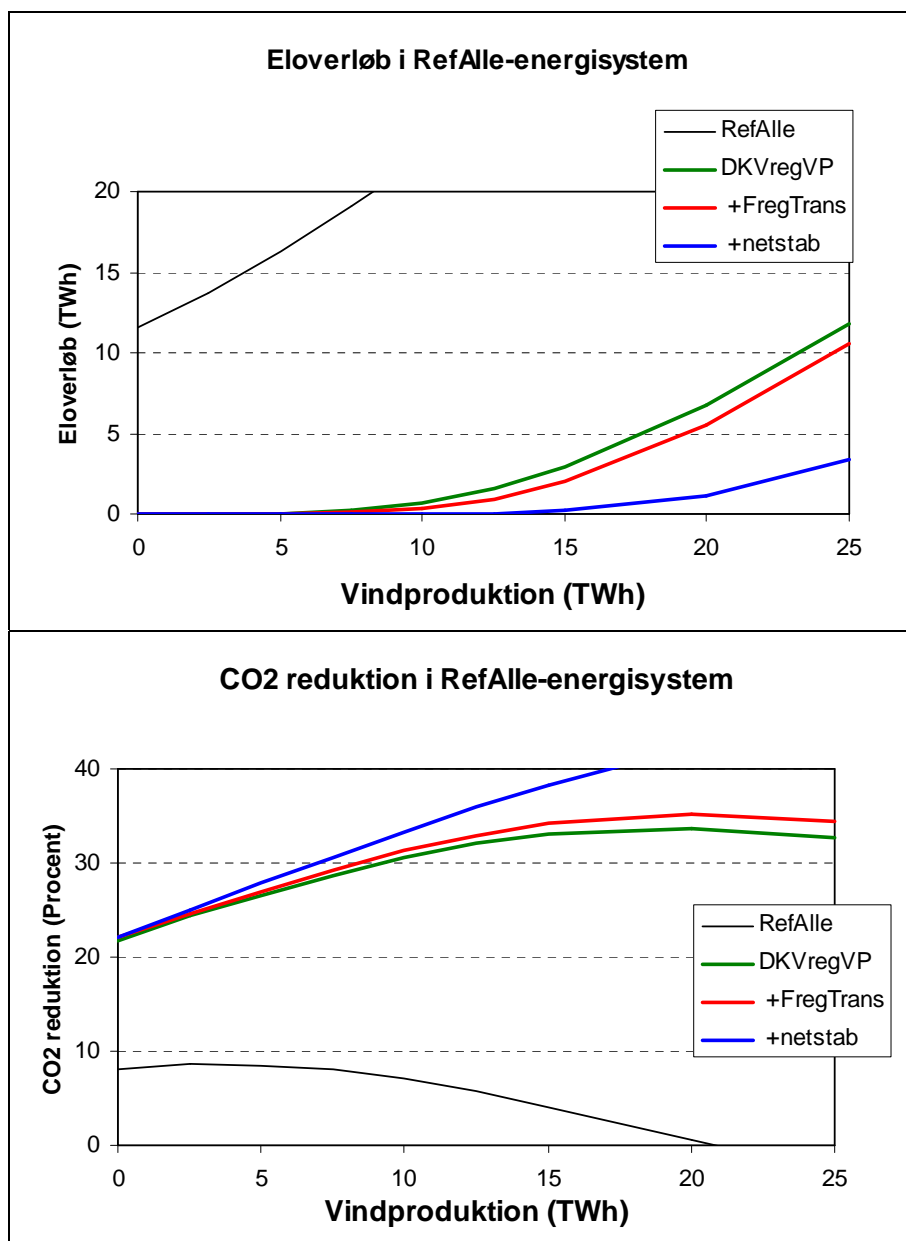 Eloverløb i RefAlle-energisystem
RefAlle
DKVregVP
+FregTrans
+netstab
Eloverløb (TWh)
20
15
10
5
0
0 5 10 15 20 25
Vindproduktion (TWh)
CO2 reduktion i RefAlle-energisystem
CO2 reduktion (Procent)
40
30
20
10
0
RefAlle
DKVregVP
+FregTrans
+netstab
0 5 10 15 20 25
Vindproduktion (TWh)